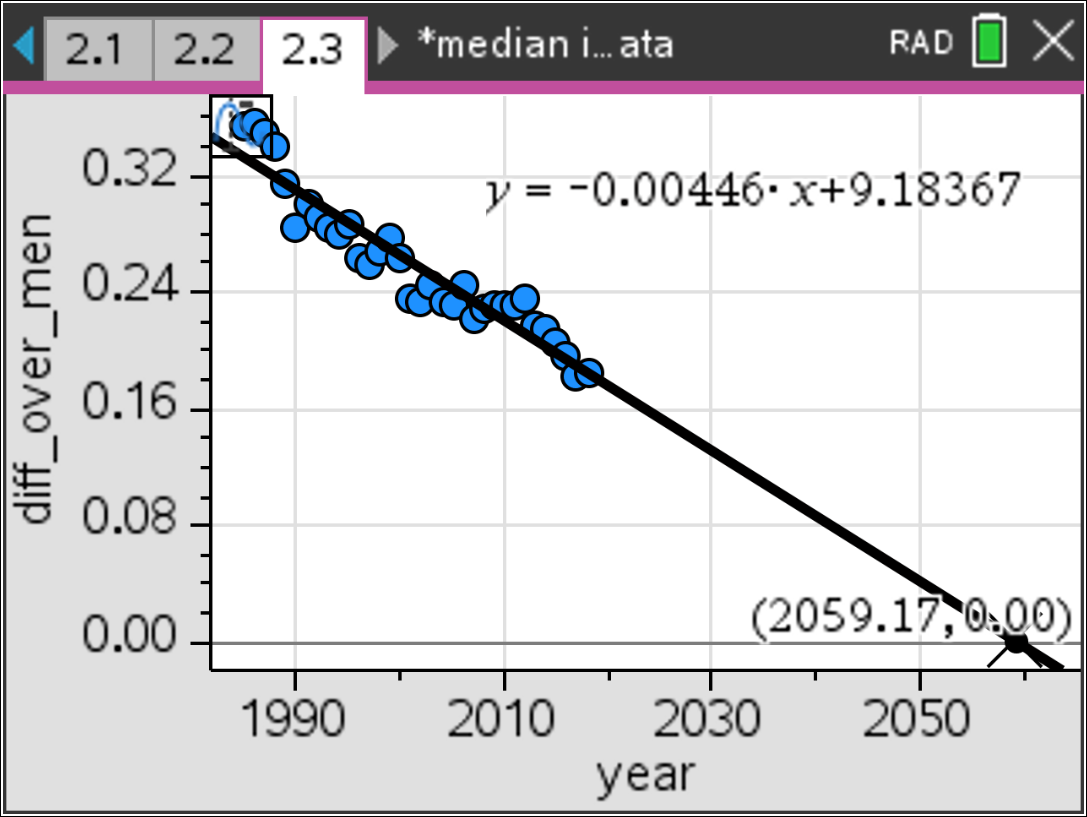 2.1 2.2 2.3 *median i...ata RAD
y = -0.00446· x+9.18367
0.32
0.24
0.16
0.08
0.00
diff_over_men
(2059.17,0.00)
1990 2010 2030 2050
year